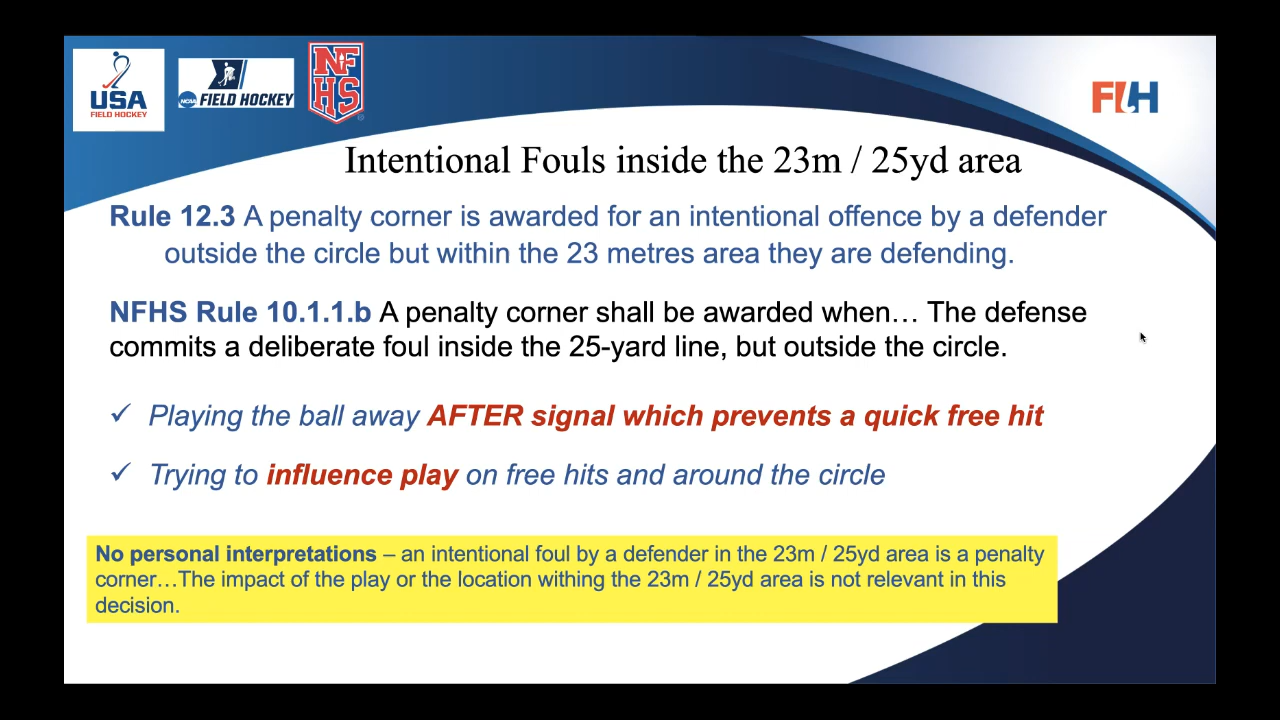 USA
FIELD HOCKEY
NCAA FIELD HOCKEY
NF
HS
FIH
Intentional Fouls inside the 23m / 25yd area
Rule 12.3 A penalty corner is awarded for an intentional offence by a defender
outside the circle but within the 23 metres area they are defending.
NFHS Rule 10.1.1.b A penalty corner shall be awarded when… The defense
commits a deliberate foul inside the 25-yard line, but outside the circle.
✓ Playing the ball away AFTER signal which prevents a quick free hit
✓ Trying to influence play on free hits and around the circle
No personal interpretations – an intentional foul by a defender in the 23m / 25yd area is a penalty
corner…The impact of the play or the location withing the 23m / 25yd area is not relevant in this
decision.